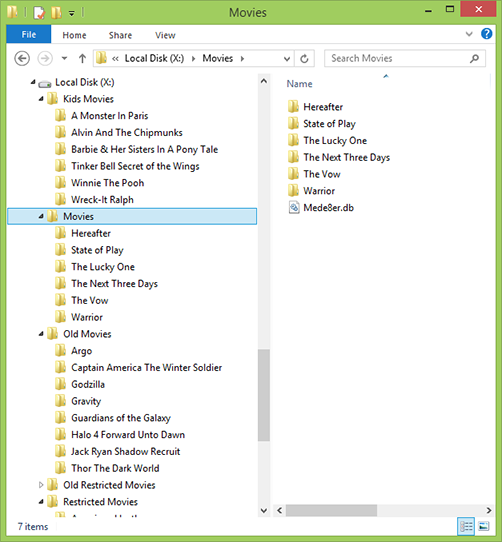 Movies
File
Home
Share
View
« Local Disk (X:) Movies
Search Movies
Local Disk (X:)
Kids Movies
A Monster In Paris
Alvin And The Chipmunks
Barbie & Her Sisters In A Pony Tale
Tinker Bell Secret of the Wings
Winnie The Pooh
Wreck-It Ralph
Movies
Hereafter
State of Play
The Lucky One
The Next Three Days
The Vow
Warrior
Old Movies
Argo
Captain America The Winter Soldier
Godzilla
Gravity
Guardians of the Galaxy
Halo 4 Forward Unto Dawn
Jack Ryan Shadow Recruit
Thor The Dark World
Old Restricted Movies
Restricted Movies
Name
Hereafter
State of Play
The Lucky One
The Next Three Days
The Vow
Warrior
Mede8er.db
7 items